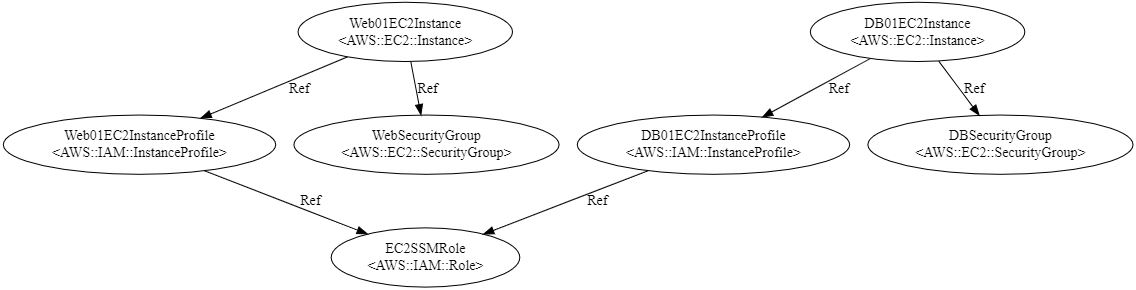 Web01EC2Instance
<AWS::EC2::Instance>
DB01EC2Instance
<AWS::EC2::Instance>
Ref
Ref
Ref
Ref
Web01EC2InstanceProfile
<AWS::IAM::InstanceProfile>
WebSecurityGroup
<AWS::EC2::SecurityGroup>
DB01EC2InstanceProfile
<AWS::IAM::InstanceProfile>
DBSecurityGroup
<AWS::EC2::SecurityGroup>
Ref
Ref
EC2SSMRole
<AWS::IAM::Role>